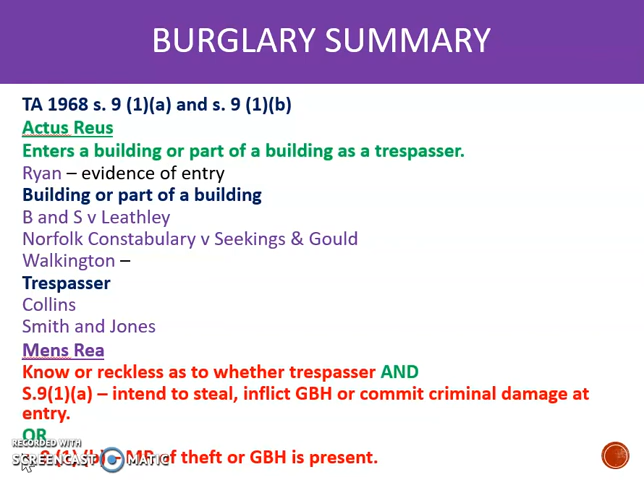 BURGLARY SUMMARY
TA 1968 s. 9 (1)(a) and s. 9 (1)(b)
Actus Reus
Enters a building or part of a building as a trespasser.
Ryan – evidence of entry
Building or part of a building
B and S v Leathley
Norfolk Constabulary v Seekings & Gould
Walkington –
Trespasser
Collins
Smith and Jones
Mens Rea
Know or reckless as to whether trespasser AND
S.9(1)(a) – intend to steal, inflict GBH or commit criminal damage at
entry.
OR
9 (1) (b) – MR of theft or GBH is present.
RECORDED WITH
SCREENCAST MATIC